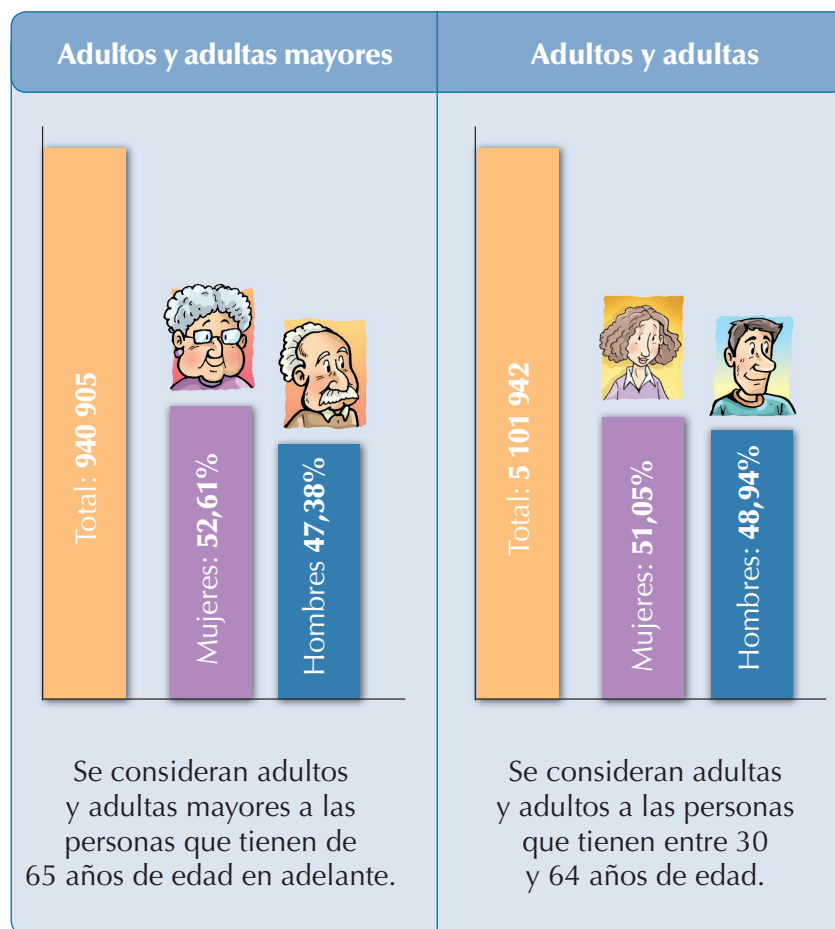 Adultos y adultas mayores
Total: 940 905
Mujeres: 52,61%
Hombres 47,38%
Se consideran adultos
y adultas mayores a las
personas que tienen de
65 años de edad en adelante.
Adultos y adultas
Total: 5 101 942
Mujeres: 51,05%
Hombres: 48,94%
Se consideran adultas
y adultos a las personas
que tienen entre 30
y 64 años de edad.